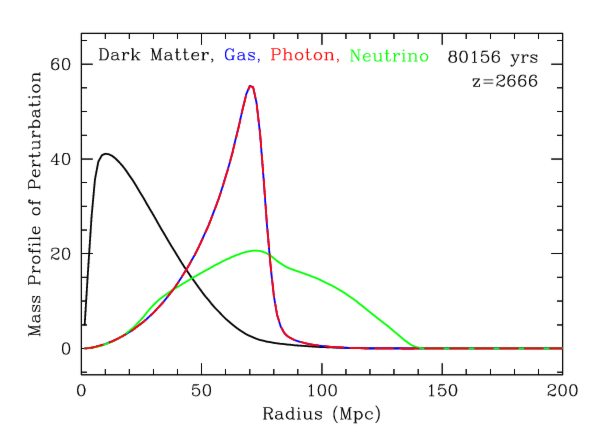 Dark Matter, Gas, Photon, Neutrino 80156 yrs
z=2666
Mass Profile of Perturbation
60
40
20
0
0 50 100 150 200
Radius (Mpc)